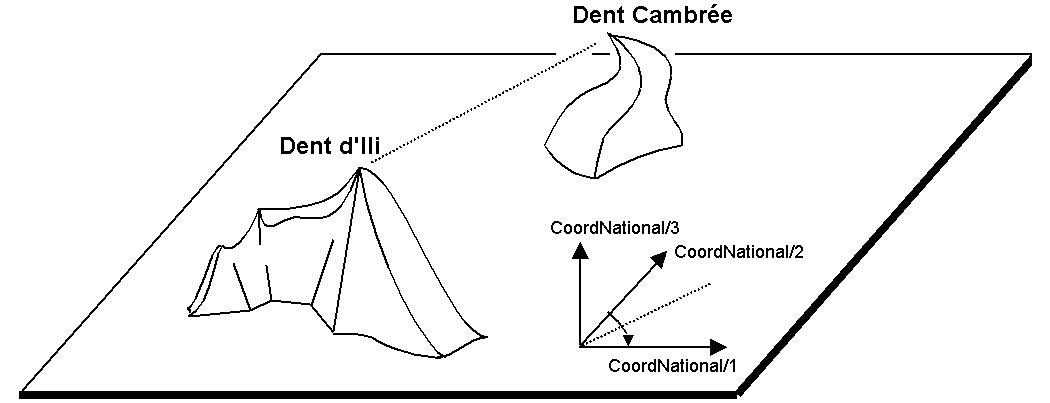 Dent Cambrée
Dent d'Ili
CoordNational/3
CoordNational/2
CoordNational/1